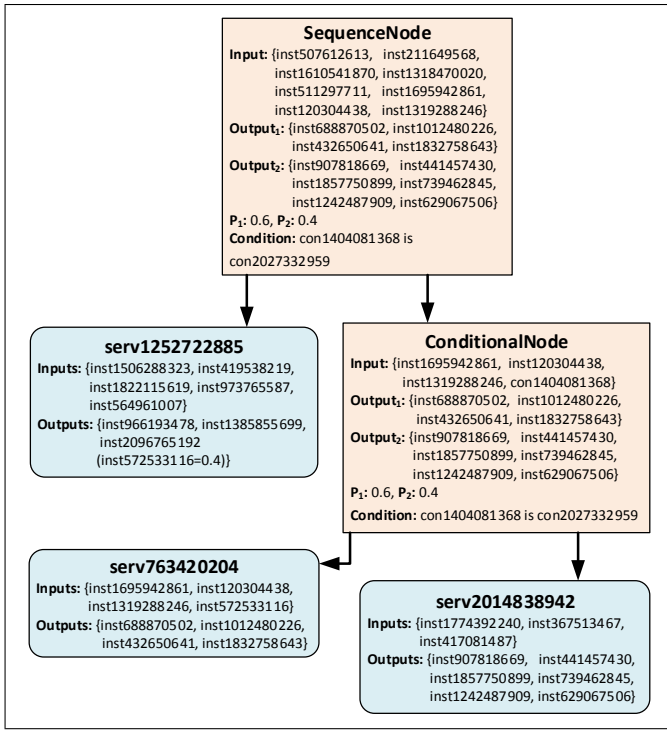 SequenceNode
Input: {inst507612613, inst211649568,
inst1610541870, inst1318470020,
inst511297711, inst1695942861,
inst120304438, inst1319288246}
Output₁: {inst688870502, inst1012480226,
inst432650641, inst1832758643}
Output₂: {inst907818669, inst441457430,
inst1857750899, inst739462845,
inst1242487909, inst629067506}
P₁: 0.6, P₂: 0.4
Condition: con1404081368 is
con2027332959
serv1252722885
Inputs: {inst1506288323, inst419538219,
inst1822115619, inst973765587,
inst564961007}
Outputs: {inst966193478, inst1385855699,
inst2096765192
(inst572533116=0.4)}
ConditionalNode
Input: {inst1695942861, inst120304438,
inst1319288246, con1404081368}
Output₁: {inst688870502, inst1012480226,
inst432650641, inst1832758643}
Output₂: {inst907818669, inst441457430,
inst1857750899, inst739462845,
inst1242487909, inst629067506}
P₁: 0.6, P₂: 0.4
Condition: con1404081368 is con2027332959
serv763420204
Inputs: {inst1695942861, inst120304438,
inst1319288246, inst572533116}
Outputs: {inst688870502, inst1012480226,
inst432650641, inst1832758643}
serv2014838942
Inputs: {inst1774392240, inst367513467,
inst417081487}
Outputs: {inst907818669, inst441457430,
inst1857750899, inst739462845,
inst1242487909, inst629067506}